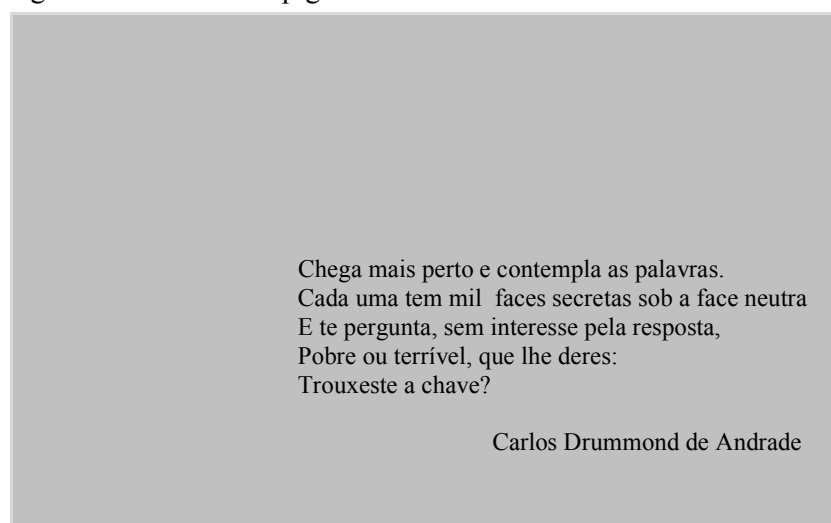 Chega mais perto e contempla as palavras.
Cada uma tem mil faces secretas sob a face neutra
E te pergunta, sem interesse pela resposta,
Pobre ou terrível, que lhe deres:
Trouxeste a chave?
Carlos Drummond de Andrade